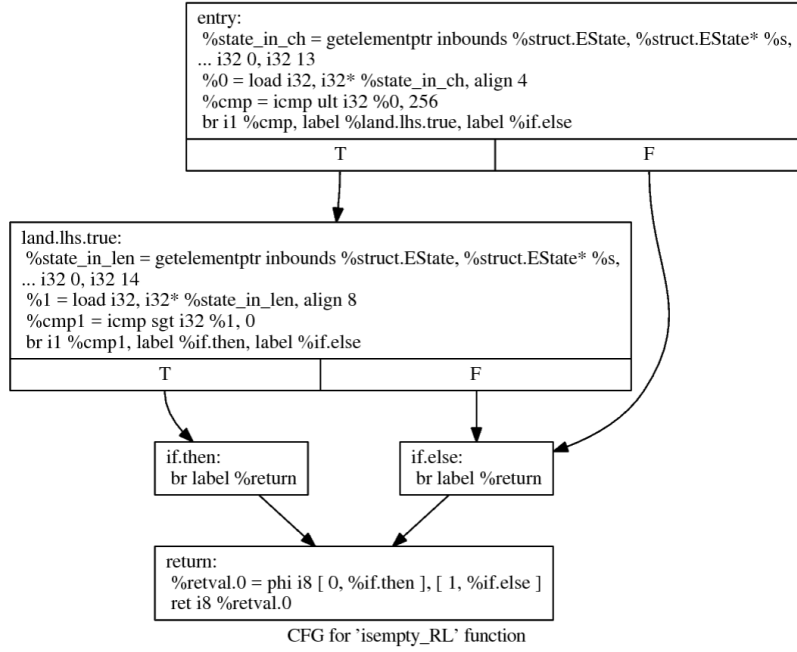 entry:
%state_in_ch = getelementptr inbounds %struct.EState, %struct.EState* %s,
... i32 0, i32 13
%0 = load i32, i32* %state_in_ch, align 4
%cmp = icmp ult i32 %0, 256
br i1 %cmp, label %land.lhs.true, label %if.else
T F
land.lhs.true:
%state_in_len = getelementptr inbounds %struct.EState, %struct.EState* %s,
... i32 0, i32 14
%1 = load i32, i32* %state_in_len, align 8
%cmp1 = icmp sgt i32 %1, 0
br i1 %cmp1, label %if.then, label %if.else
T F
if.then:
br label %return
if.else:
br label %return
return:
%retval.0 = phi i8 [ 0, %if.then ], [ 1, %if.else ]
ret i8 %retval.0
CFG for 'isempty_RL' function